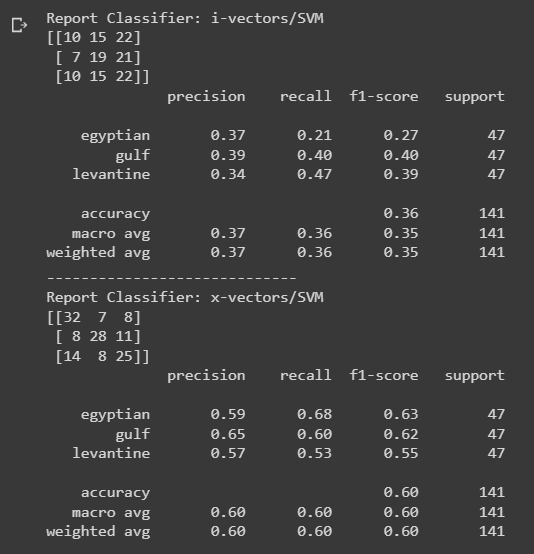 Report Classifier: i-vectors/SVM
[[10 15 22]
 [ 7 19 21]
 [10 15 22]]
              precision    recall  f1-score   support

    egyptian       0.37      0.21      0.27        47
        gulf       0.39      0.40      0.40        47
   levantine       0.34      0.47      0.39        47

    accuracy                           0.36       141
   macro avg       0.37      0.36      0.35       141
weighted avg       0.37      0.36      0.35       141

------------------------------
Report Classifier: x-vectors/SVM
[[32  7  8]
 [ 8 28 11]
 [14  8 25]]
              precision    recall  f1-score   support

    egyptian       0.59      0.68      0.63        47
        gulf       0.65      0.60      0.62        47
   levantine       0.57      0.53      0.55        47

    accuracy                           0.60       141
   macro avg       0.60      0.60      0.60       141
weighted avg       0.60      0.60      0.60       141